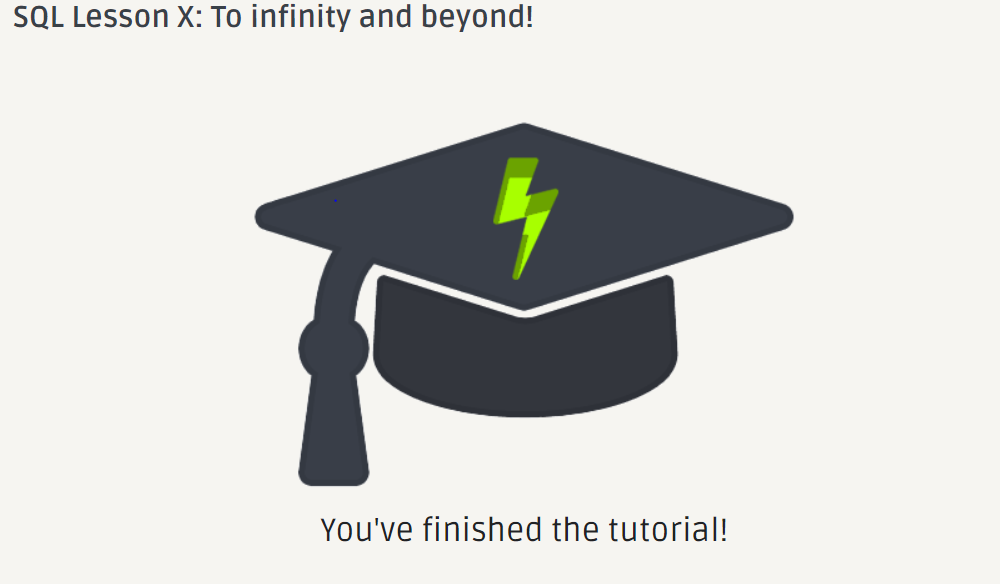 SQL Lesson X: To infinity and beyond!
You've finished the tutorial!